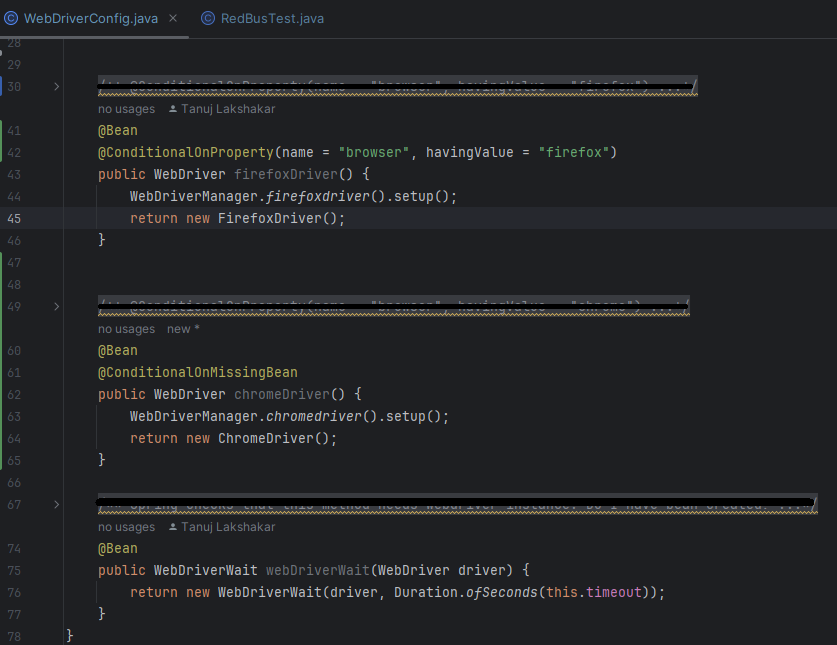 WebDriverConfig.java
RedBusTest.java
28
29
30
no usages Tanuj Lakshakar
41 @Bean
42 @ConditionalOnProperty(name = "browser", havingValue = "firefox")
43 public WebDriver firefoxDriver() {
44 WebDriverManager.firefoxdriver().setup();
45 return new FirefoxDriver();
46 }
47
48
49
no usages new *
60 @Bean
61 @ConditionalOnMissingBean
62 public WebDriver chromeDriver() {
63 WebDriverManager.chromedriver().setup();
64 return new ChromeDriver();
65 }
66
67
no usages Tanuj Lakshakar
74 @Bean
75 public WebDriverWait webDriverWait(WebDriver driver) {
76 return new WebDriverWait(driver, Duration.ofSeconds(this.timeout));
77 }
78 }